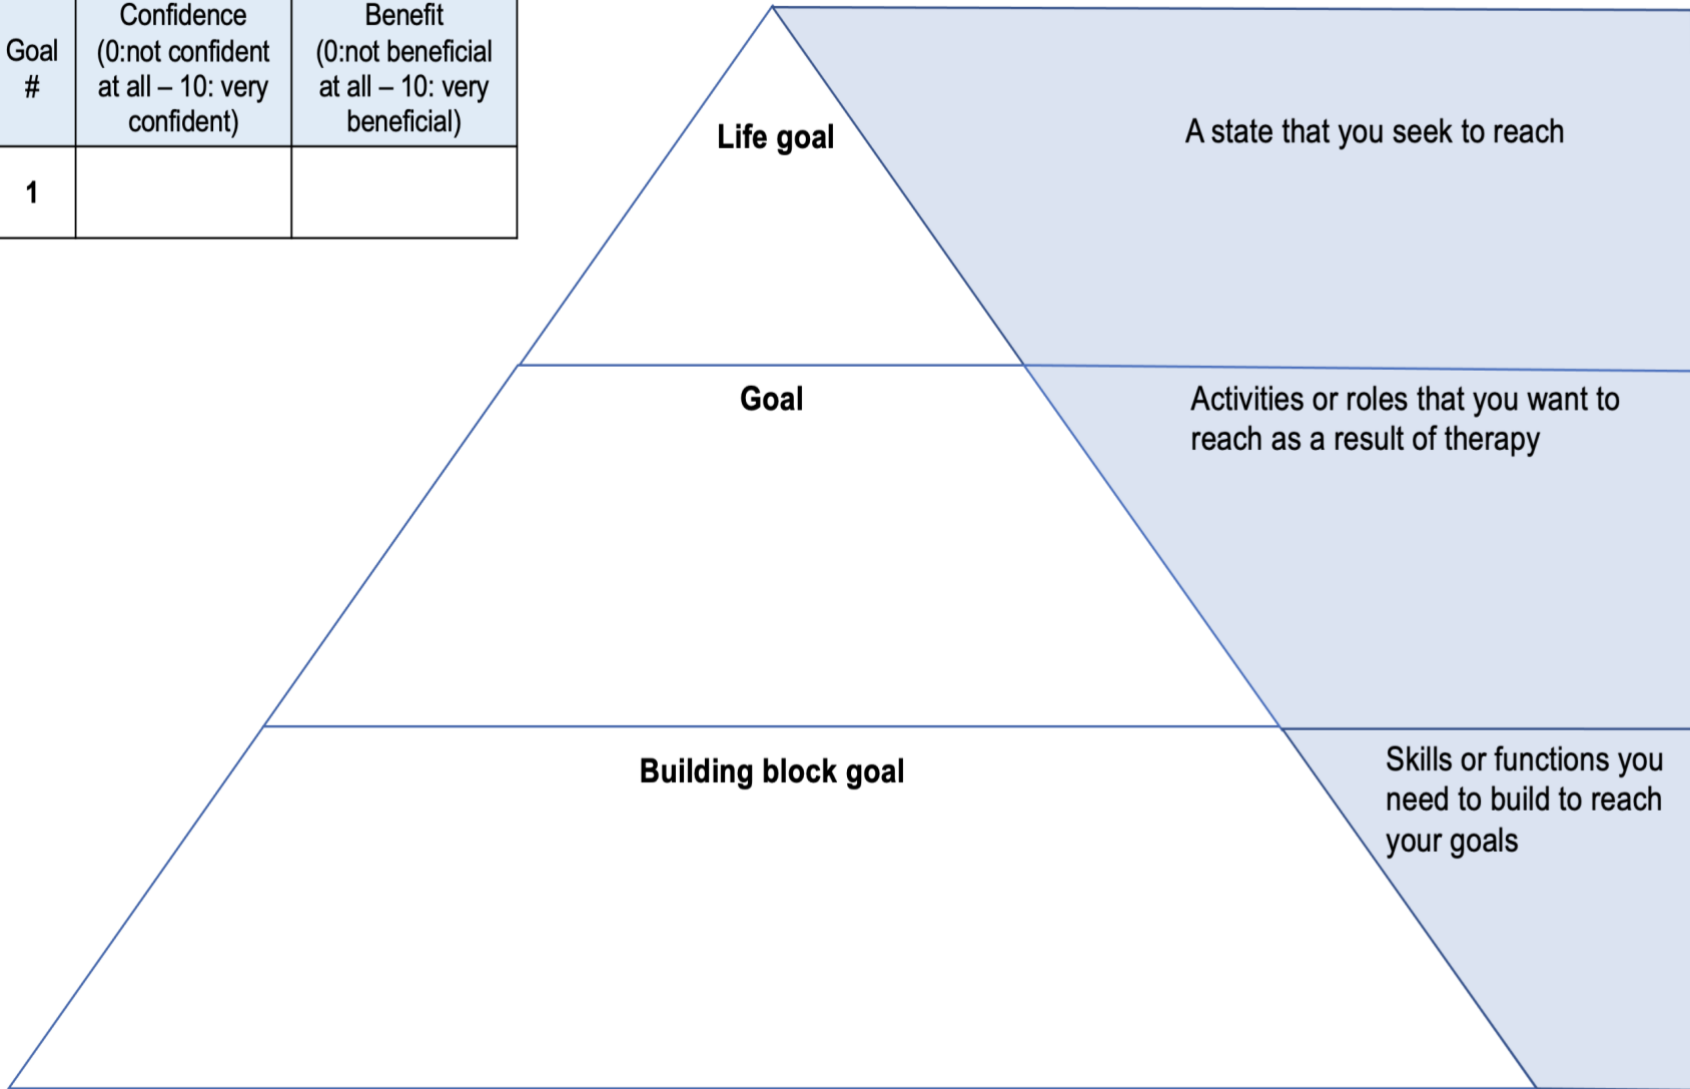 Goal
#
Confidence
(0:not confident
at all – 10: very
confident)
Benefit
(0:not beneficial
at all – 10: very
beneficial)
1
Life goal
A state that you seek to reach
Goal
Activities or roles that you want to
reach as a result of therapy
Building block goal
Skills or functions you
need to build to reach
your goals